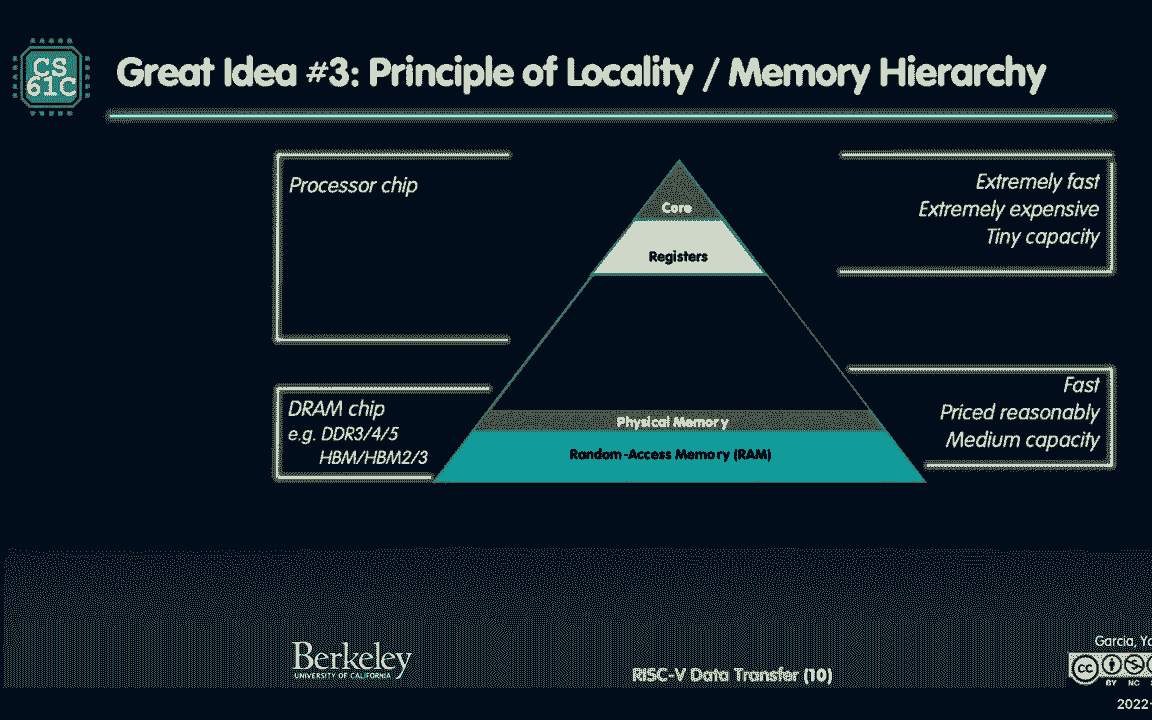 CS
61C
Great Idea #3: Principle of Locality / Memory Hierarchy
Processor chip
Extremely fast
Extremely expensive
Tiny capacity
Core
Registers
DRAM chip
e.g. DDR3/4/5
HBM/HBM2/3
Physical Memory
Random-Access Memory (RAM)
Fast
Priced reasonably
Medium capacity
Berkeley
UNIVERSITY OF CALIFORNIA
RISC-V Data Transfer (10)
Garcia,
cc
BY NC
2022-